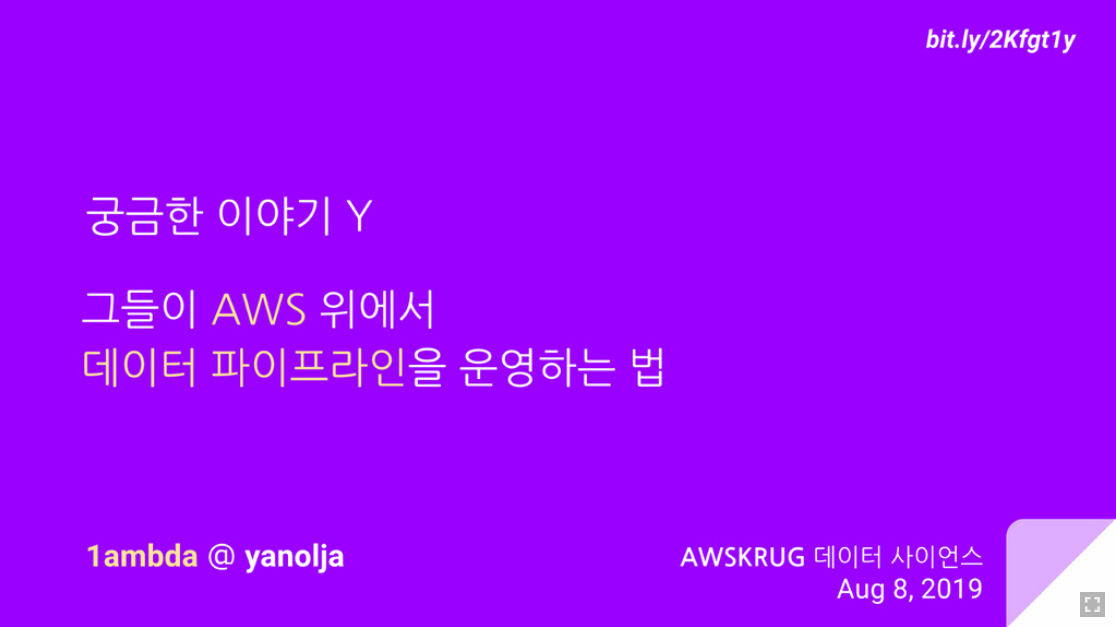 bit.ly/2Kfgt1y
궁금한 이야기 Y
그들이 AWS 위에서
데이터 파이프라인을 운영하는 법
1ambda @ yanolja
AWSKRUG 데이터 사이언스
Aug 8, 2019